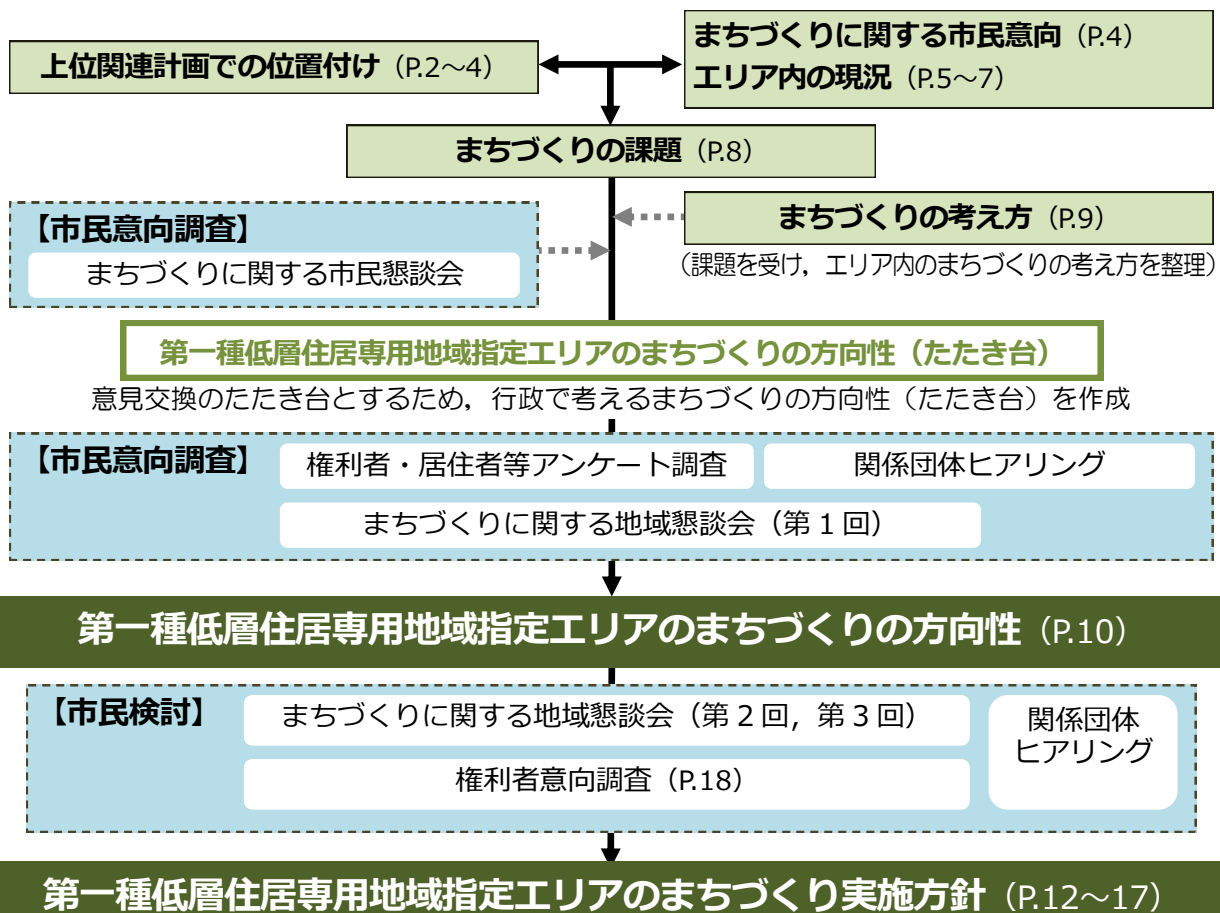 上位関連計画での位置付け（P.2～4）
まちづくりに関する市民意向（P.4）
エリア内の現況（P.5～7）
まちづくりの課題（P.8）
【市民意向調査】
まちづくりに関する市民懇談会
まちづくりの考え方（P.9）
（課題を受け，エリア内のまちづくりの考え方を整理）
第一種低層住居専用地域指定エリアのまちづくりの方向性（たたき台）
意見交換のたたき台とするため，行政で考えるまちづくりの方向性（たたき台）を作成
【市民意向調査】
権利者・居住者等アンケート調査
関係団体ヒアリング
まちづくりに関する地域懇談会（第 1 回）
第一種低層住居専用地域指定エリアのまちづくりの方向性（P.10）
【市民検討】
まちづくりに関する地域懇談会（第 2 回，第 3 回）
関係団体
ヒアリング
権利者意向調査（P.18）
第一種低層住居専用地域指定エリアのまちづくり実施方針（P.12～17）